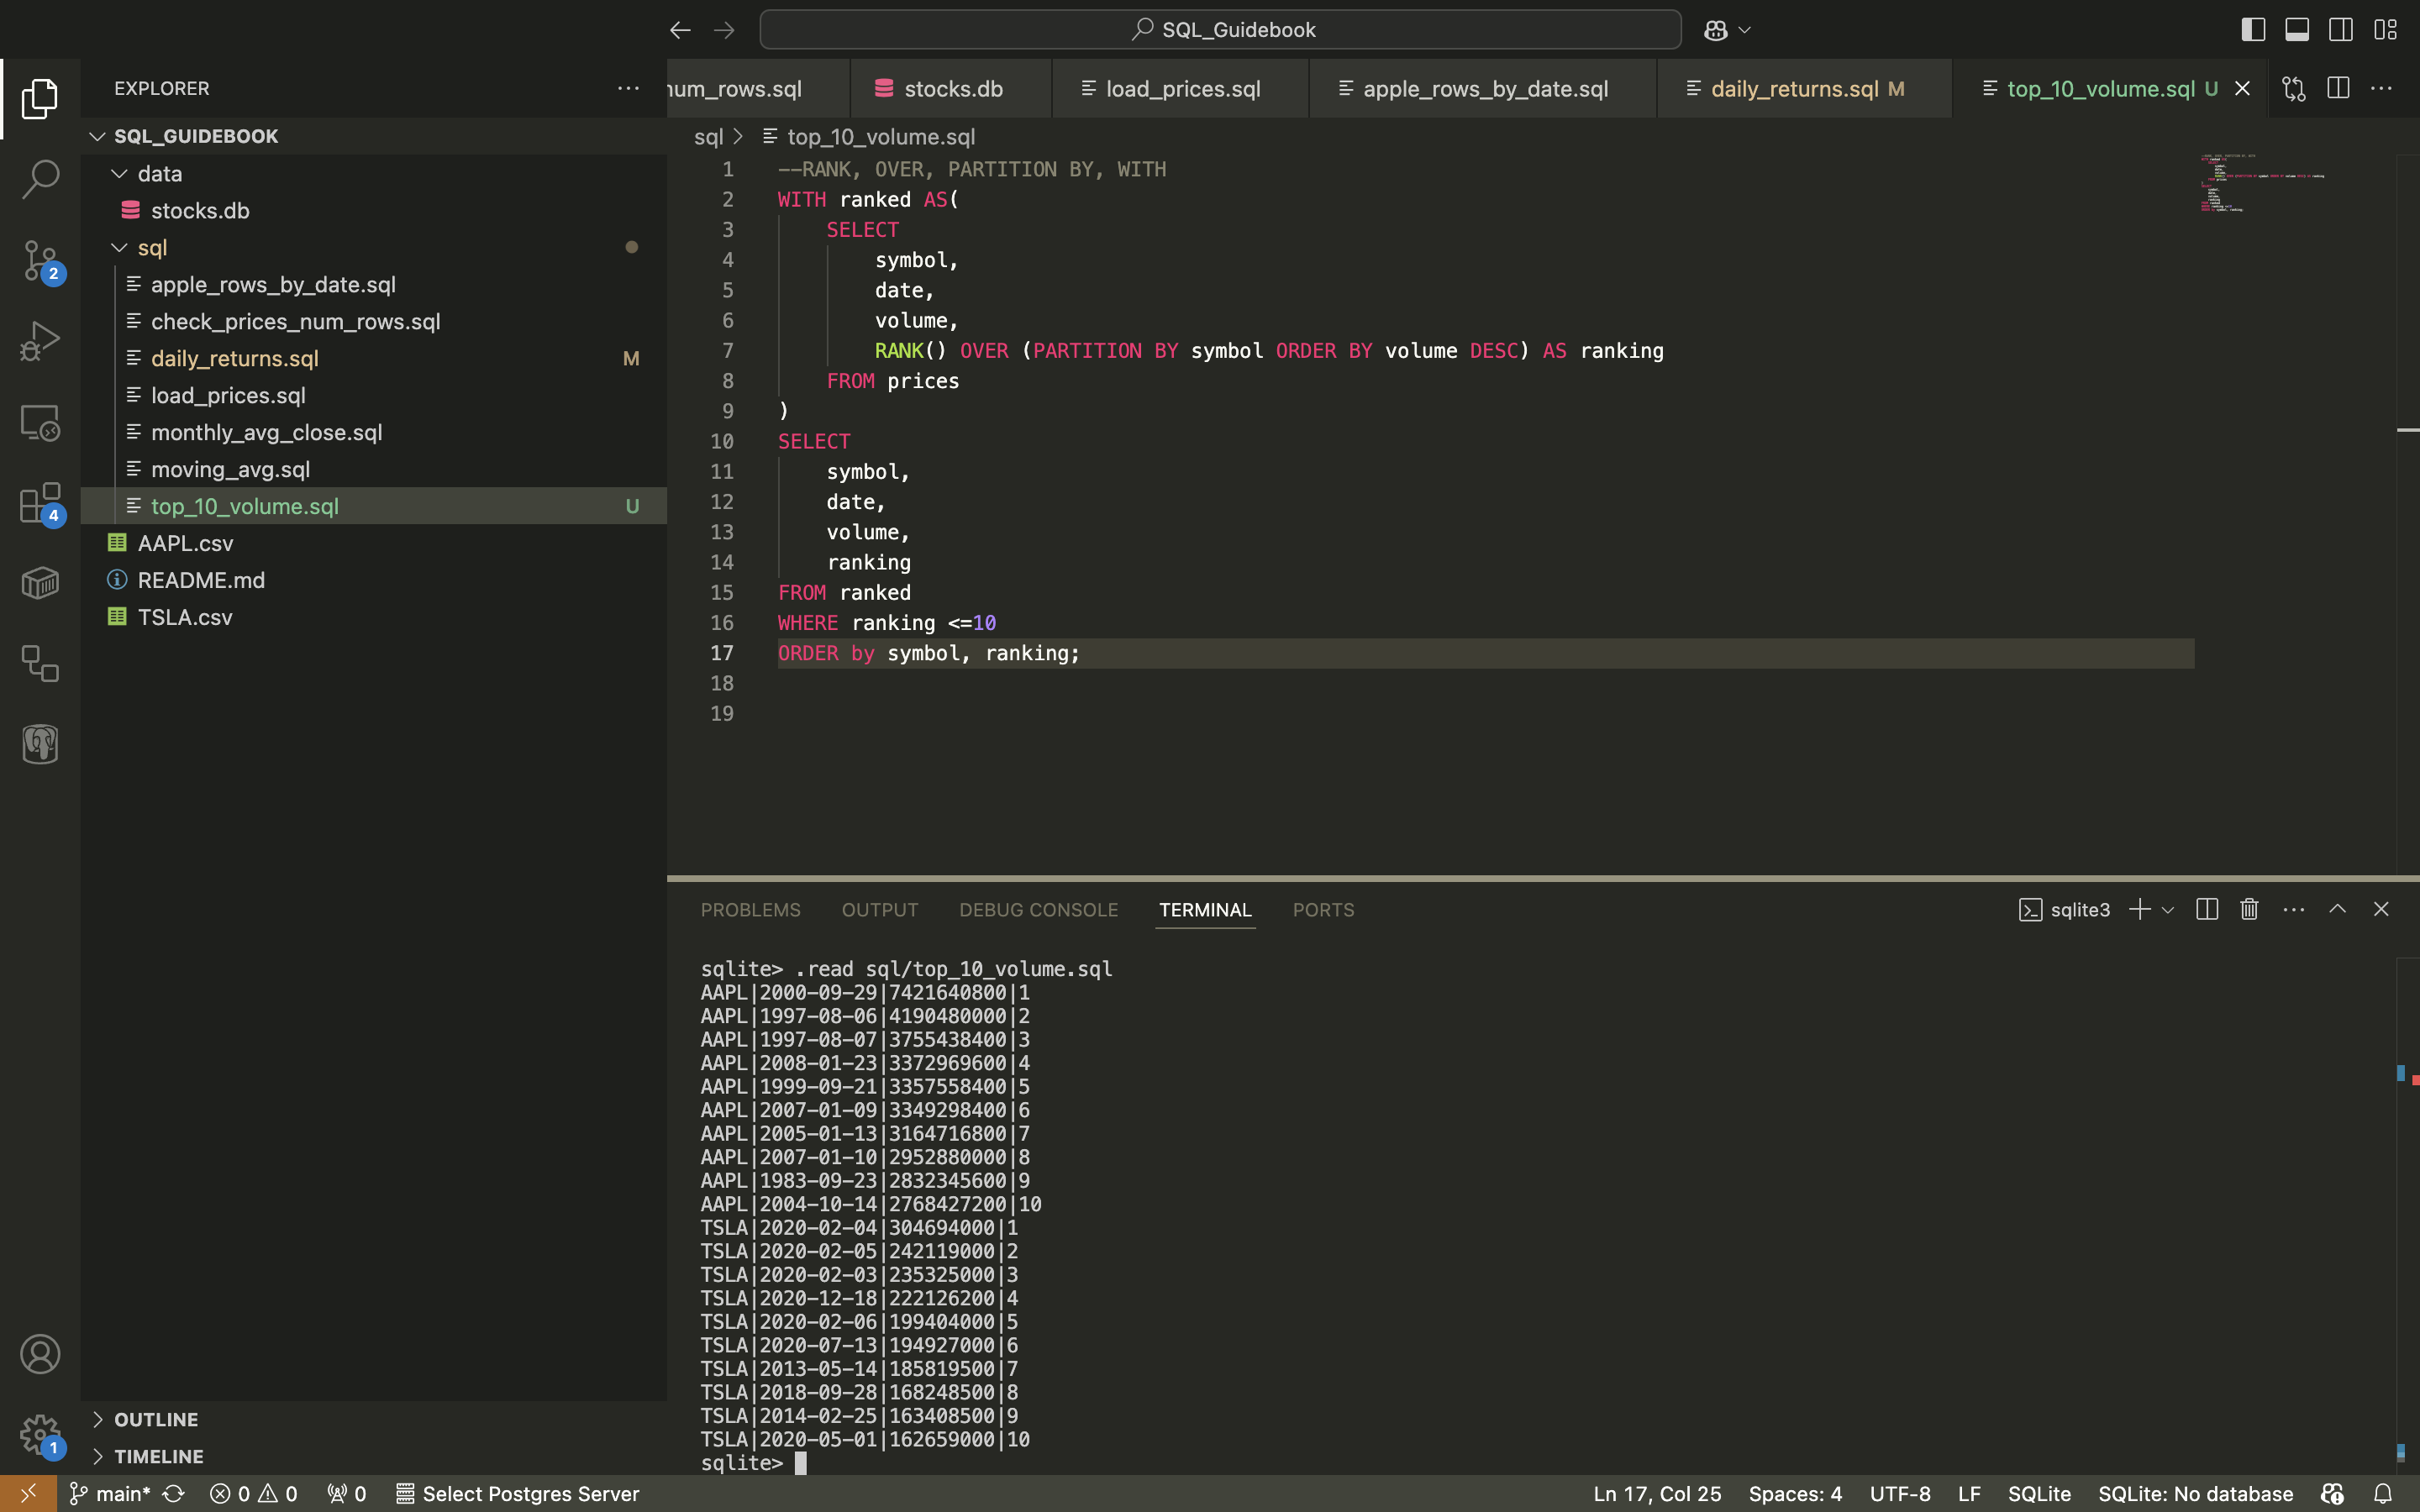 SQL_Guidebook
EXPLORER
SQL_GUIDEBOOK
data
stocks.db
sql
apple_rows_by_date.sql
check_prices_num_rows.sql
daily_returns.sql M
load_prices.sql
monthly_avg_close.sql
moving_avg.sql
top_10_volume.sql U
AAPL.csv
README.md
TSLA.csv
OUTLINE
TIMELINE
2
4
1
num_rows.sql stocks.db load_prices.sql apple_rows_by_date.sql daily_returns.sql M top_10_volume.sql U
sql > top_10_volume.sql
1 --RANK, OVER, PARTITION BY, WITH
2 WITH ranked AS(
3 SELECT
4 symbol,
5 date,
6 volume,
7 RANK() OVER (PARTITION BY symbol ORDER BY volume DESC) AS ranking
8 FROM prices
9 )
10 SELECT
11 symbol,
12 date,
13 volume,
14 ranking
15 FROM ranked
16 WHERE ranking <=10
17 ORDER by symbol, ranking;
18
19
PROBLEMS OUTPUT DEBUG CONSOLE TERMINAL PORTS sqlite3
sqlite> .read sql/top_10_volume.sql
AAPL|2000-09-29|7421640800|1
AAPL|1997-08-06|4190480000|2
AAPL|1997-08-07|3755438400|3
AAPL|2008-01-23|3372969600|4
AAPL|1999-09-21|3357558400|5
AAPL|2007-01-09|3349298400|6
AAPL|2005-01-13|3164716800|7
AAPL|2007-01-10|2952880000|8
AAPL|1983-09-23|2832345600|9
AAPL|2004-10-14|2768427200|10
TSLA|2020-02-04|304694000|1
TSLA|2020-02-05|242119000|2
TSLA|2020-02-03|235325000|3
TSLA|2020-12-18|222126200|4
TSLA|2020-02-06|199404000|5
TSLA|2020-07-13|194927000|6
TSLA|2013-05-14|185819500|7
TSLA|2018-09-28|168248500|8
TSLA|2014-02-25|163408500|9
TSLA|2020-05-01|162659000|10
sqlite>
main* 0 0 0 Select Postgres Server Ln 17, Col 25 Spaces: 4 UTF-8 LF SQLite SQLite: No database